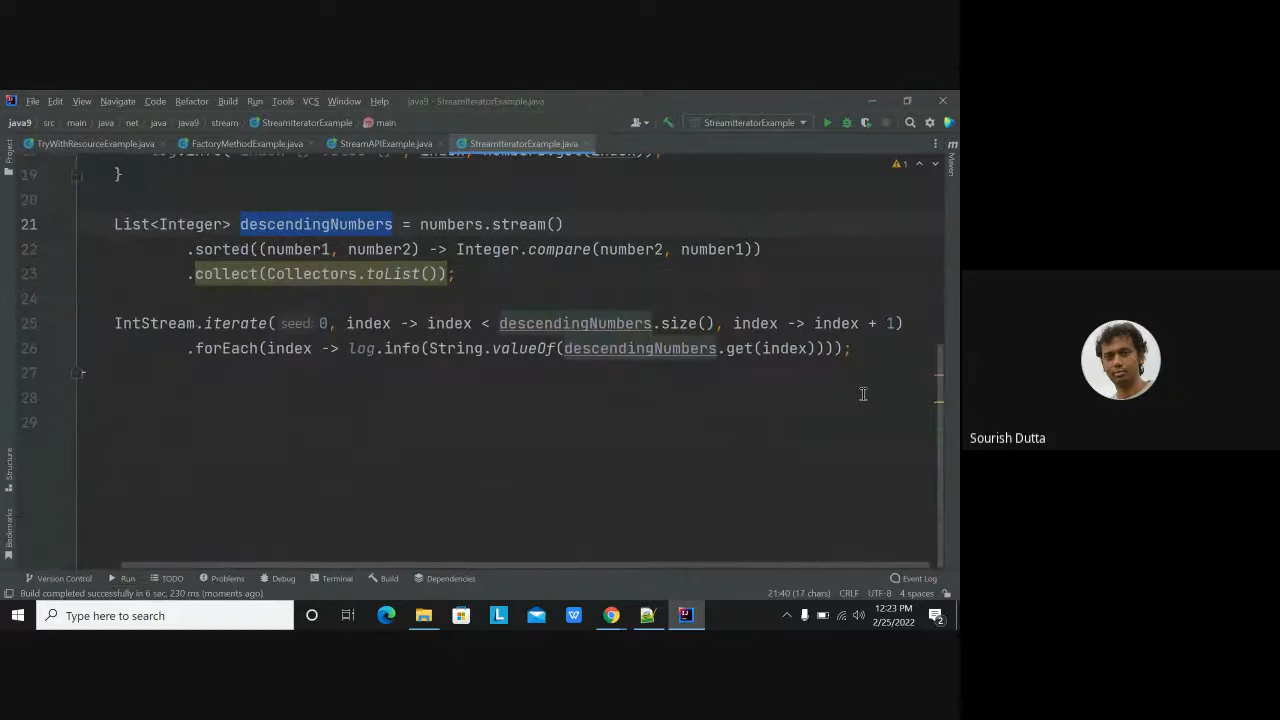 File Edit View Navigate Code Refactor Build Run Tools VCS Window Help java9 - StreamIteratorExample.java
java9 src main java net java java9 stream StreamIteratorExample main StreamIteratorExample
Project TryWithResourceExample.java FactoryMethodExample.java StreamAPIExample.java StreamIteratorExample.java Maven
1
19 }
20
21 List<Integer> descendingNumbers = numbers.stream()
22 .sorted((number1, number2) -> Integer.compare(number2, number1))
23 .collect(Collectors.toList());
24
25 IntStream.iterate( seed: 0, index -> index < descendingNumbers.size(), index -> index + 1)
26 .forEach(index -> log.info(String.valueOf(descendingNumbers.get(index))));
27
28
29
Sourish Dutta
Structure
Bookmarks
Version Control Run TODO Problems Debug Terminal Build Dependencies Event Log
Build completed successfully in 6 sec, 230 ms (moments ago) 21:40 (17 chars) CRLF UTF-8 4 spaces
Type here to search 12:23 PM
2/25/2022 2